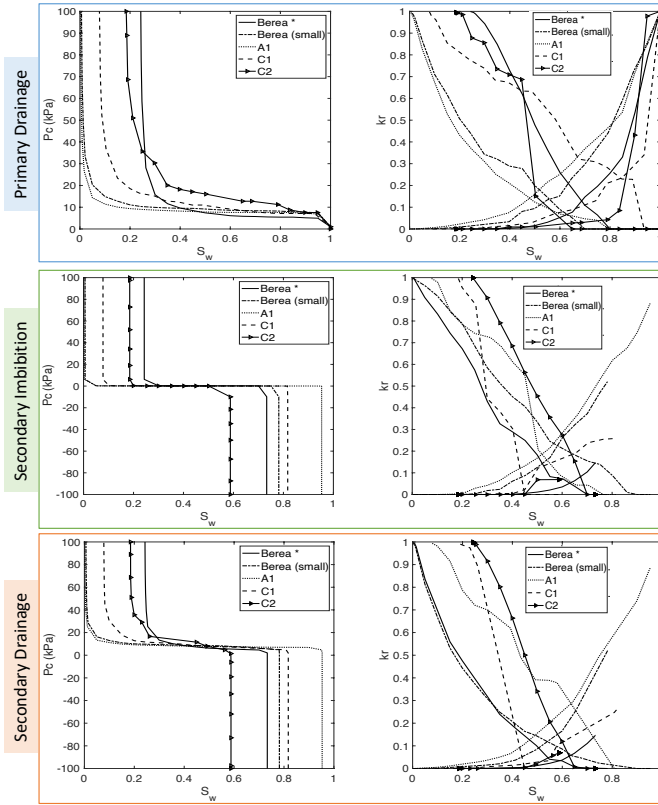 Primary Drainage
Pc (kPa)
100
90
80
70
60
50
40
30
20
10
0
0 0.2 0.4 0.6 0.8 1
S_w
Berea *
Berea (small)
A1
C1
C2
kr
1
0.9
0.8
0.7
0.6
0.5
0.4
0.3
0.2
0.1
0
0 0.2 0.4 0.6 0.8 1
S_w
Berea *
Berea (small)
A1
C1
C2
Secondary Imbibition
Pc (kPa)
100
80
60
40
20
0
-20
-40
-60
-80
-100
0 0.2 0.4 0.6 0.8 1
S_w
Berea *
Berea (small)
A1
C1
C2
kr
1
0.9
0.8
0.7
0.6
0.5
0.4
0.3
0.2
0.1
0
0 0.2 0.4 0.6 0.8 1
S_w
Berea *
Berea (small)
A1
C1
C2
Secondary Drainage
Pc (kPa)
100
80
60
40
20
0
-20
-40
-60
-80
-100
0 0.2 0.4 0.6 0.8 1
S_w
Berea *
Berea (small)
A1
C1
C2
kr
1
0.9
0.8
0.7
0.6
0.5
0.4
0.3
0.2
0.1
0
0 0.2 0.4 0.6 0.8 1
S_w
Berea *
Berea (small)
A1
C1
C2